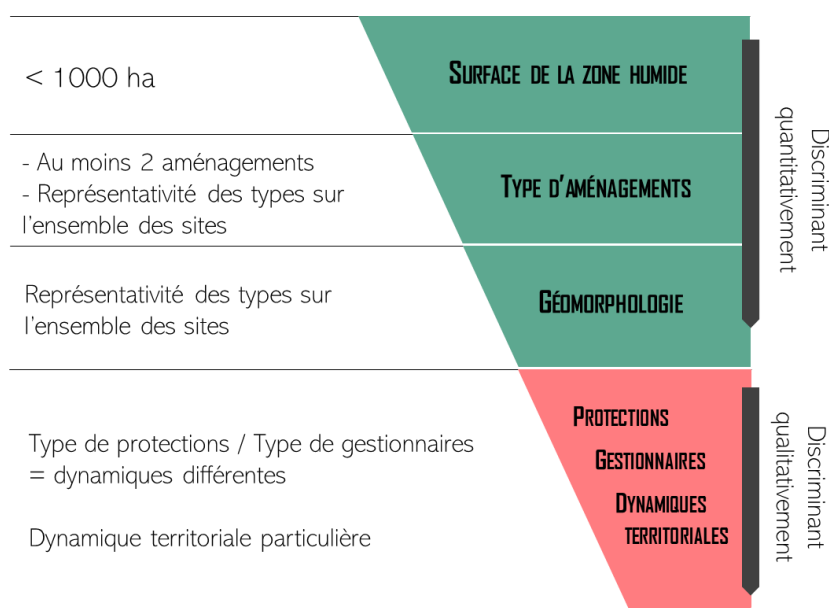 < 1000 ha
SURFACE DE LA ZONE HUMIDE
- Au moins 2 aménagements
- Représentativité des types sur
l'ensemble des sites
TYPE D'AMÉNAGEMENTS
Représentativité des types sur
l'ensemble des sites
GÉOMORPHOLOGIE
Discriminant
quantitativement
Type de protections / Type de gestionnaires
= dynamiques différentes
Dynamique territoriale particulière
PROTECTIONS
GESTIONNAIRES
DYNAMIQUES
TERRITORIALES
Discriminant
qualitativement